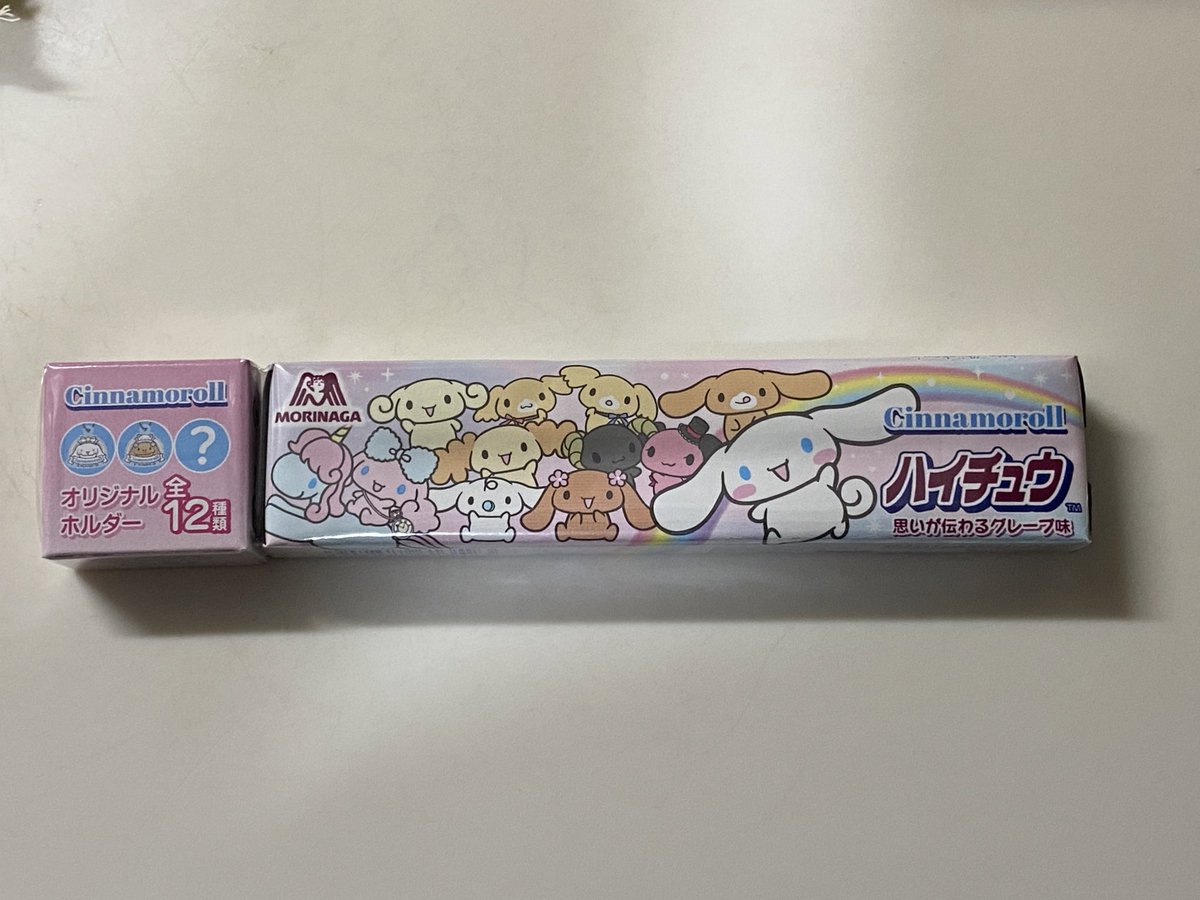 Cinnamoroll
?
オリジナル
ホルダー
全
12種類
MORINAGA
Cinnamoroll
ハイチュウ
TM
思いが伝わるグレープ味